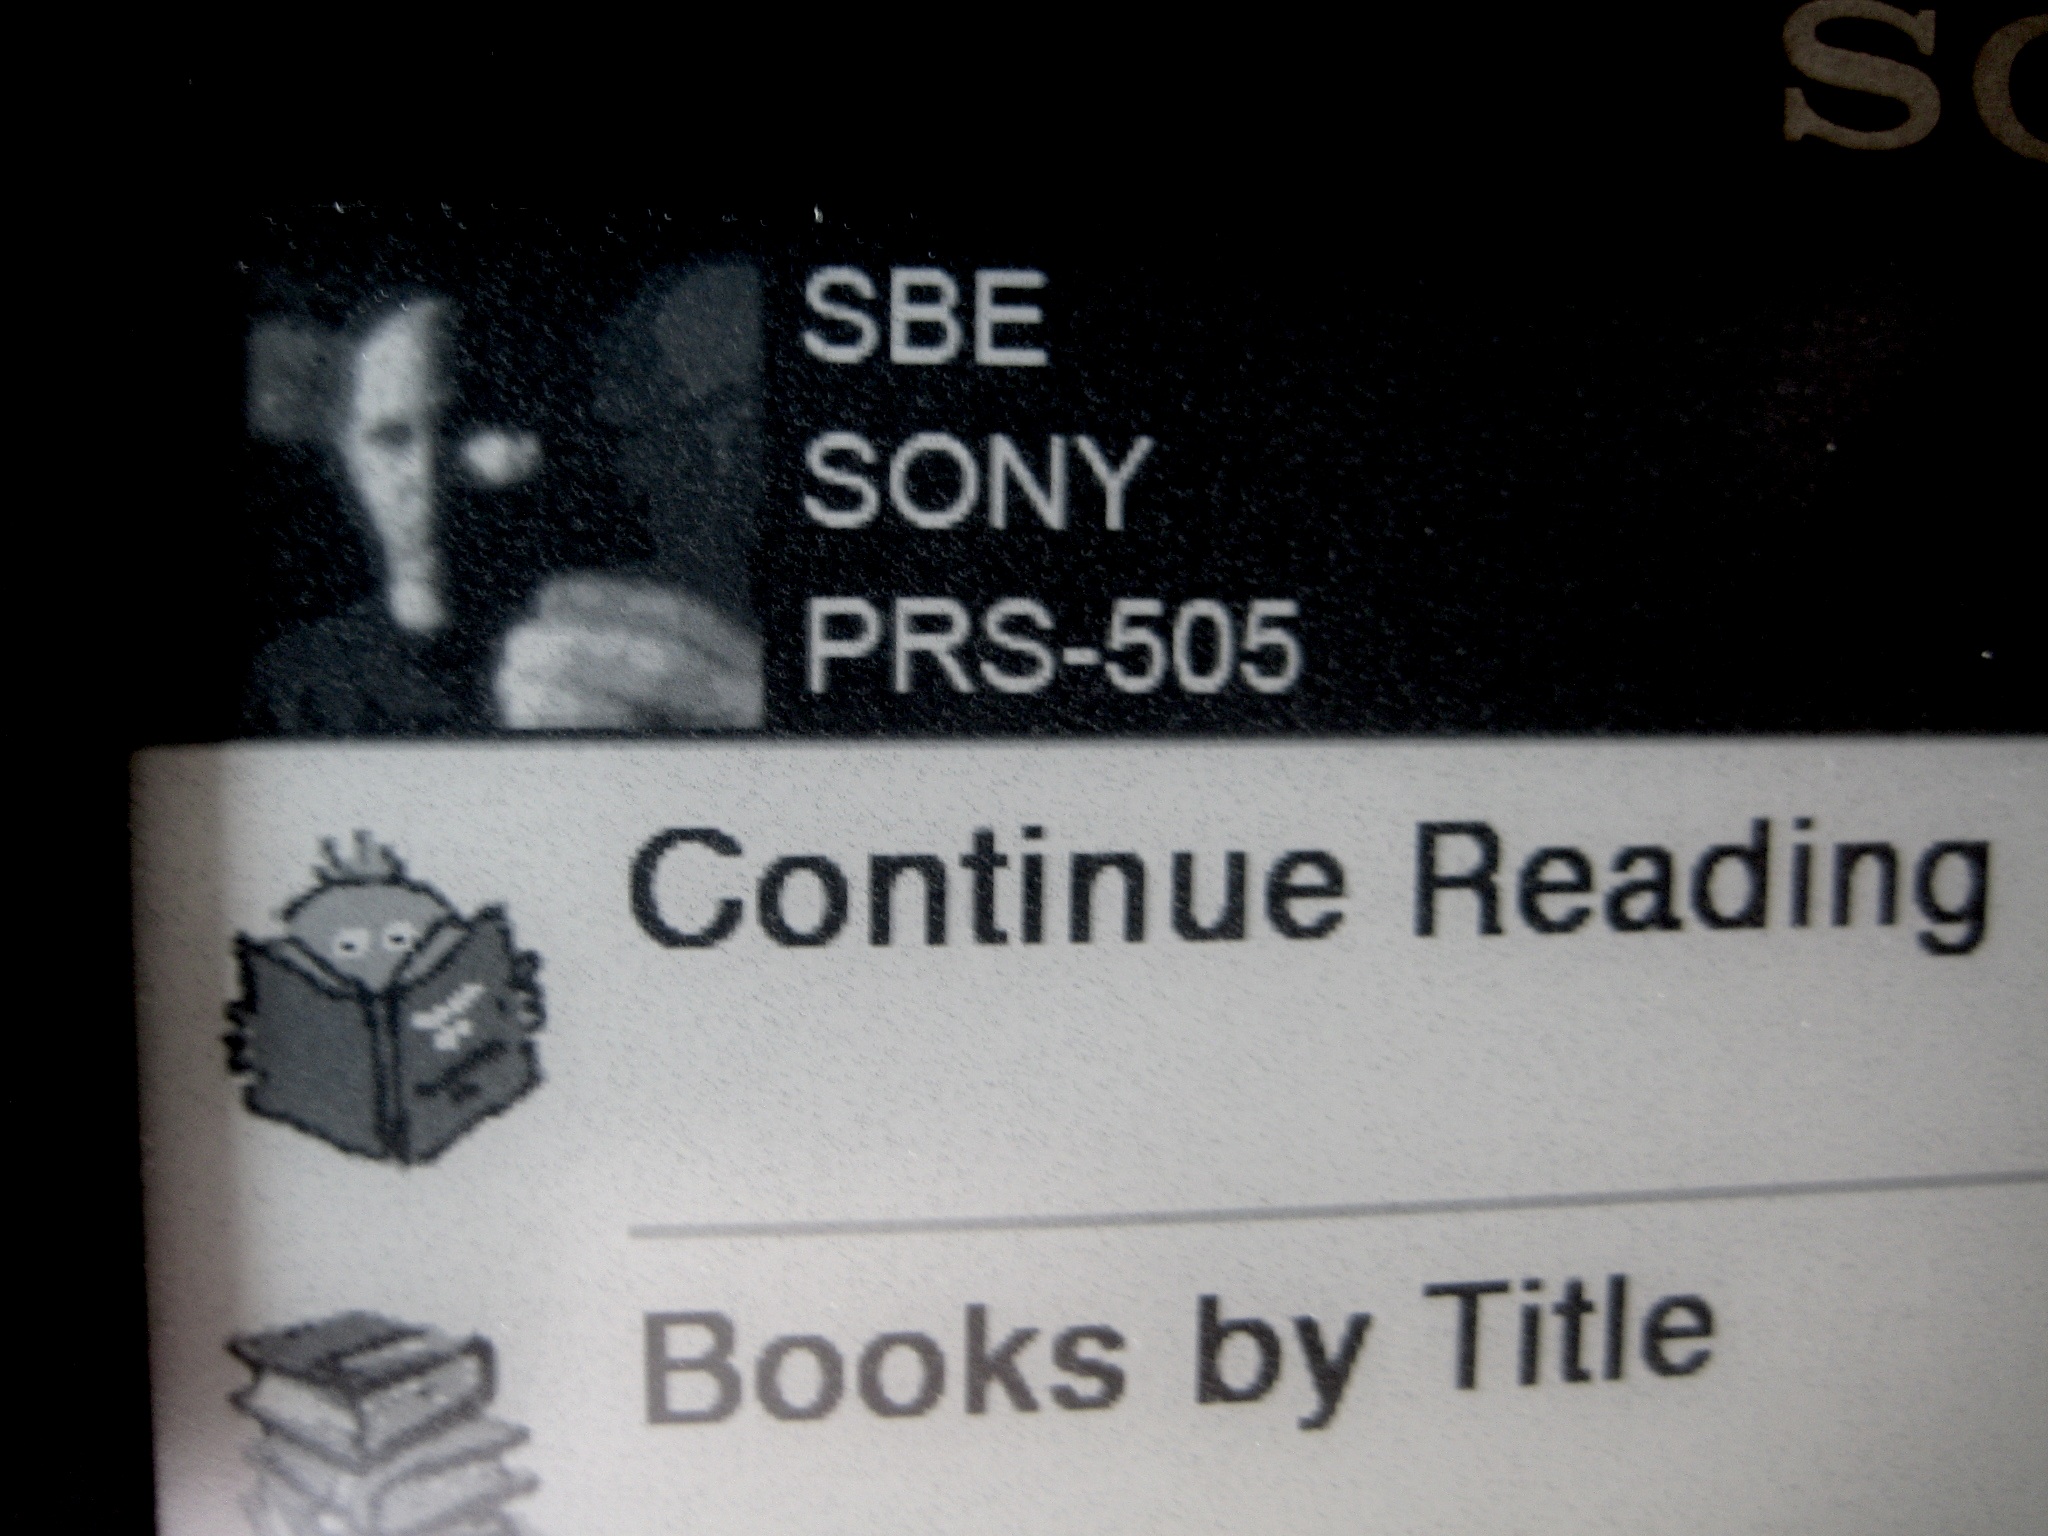 SBE
SONY
PRS-505
Continue Reading
Books by Title